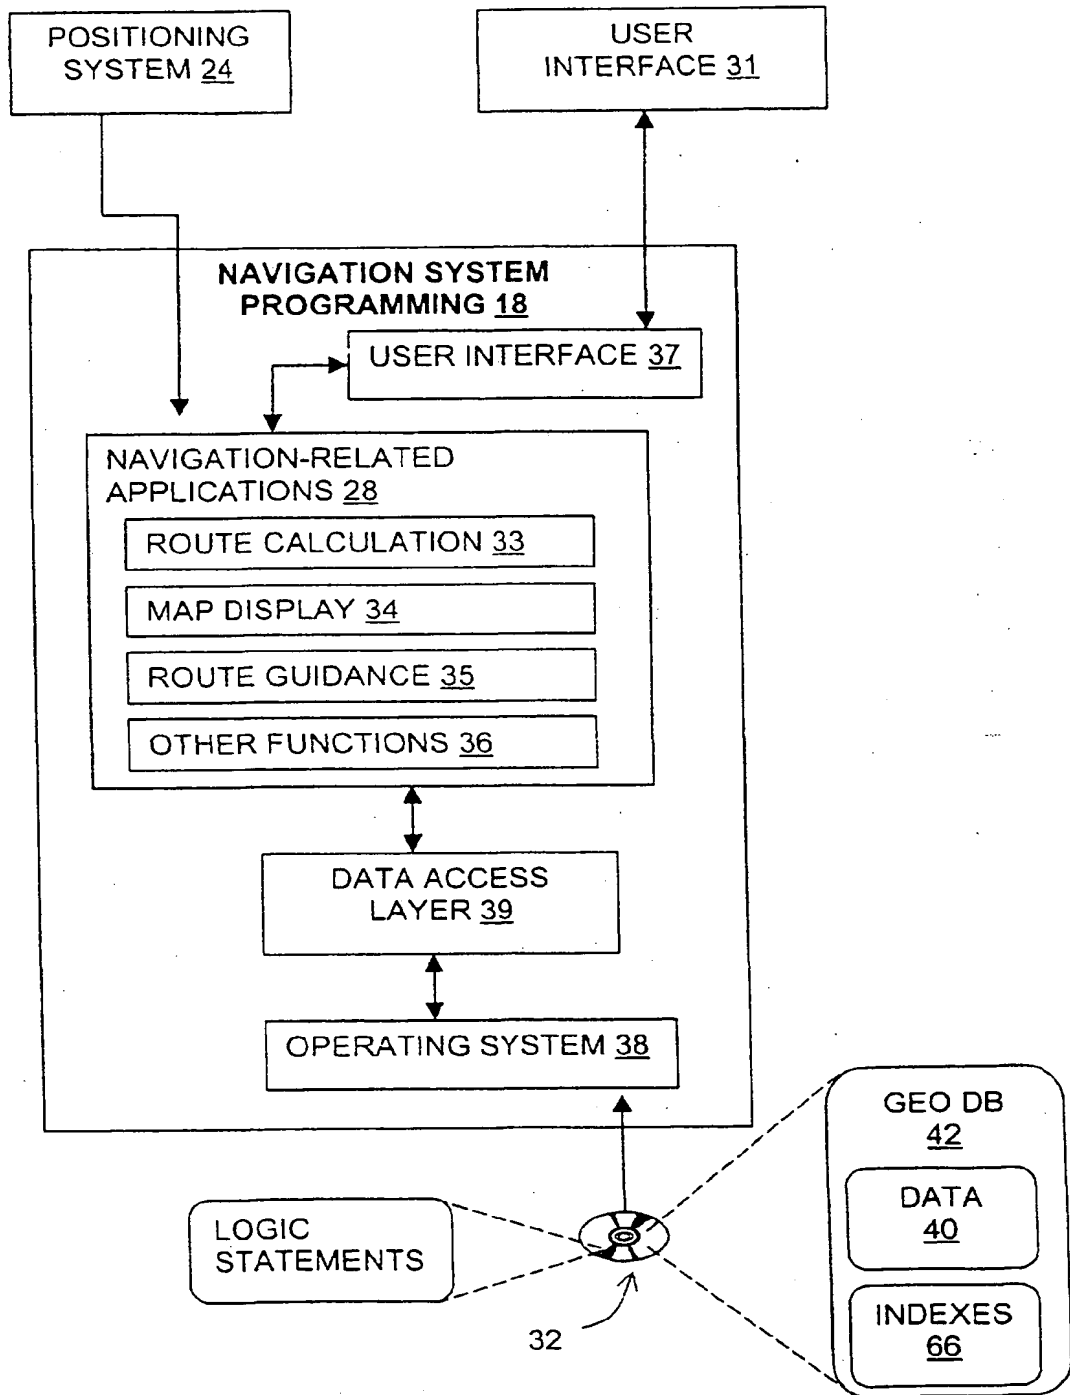 POSITIONING
SYSTEM 24
USER
INTERFACE 31
NAVIGATION SYSTEM
PROGRAMMING 18
USER INTERFACE 37
NAVIGATION-RELATED
APPLICATIONS 28
ROUTE CALCULATION 33
MAP DISPLAY 34
ROUTE GUIDANCE 35
OTHER FUNCTIONS 36
DATA ACCESS
LAYER 39
OPERATING SYSTEM 38
GEO DB
42
DATA
40
INDEXES
66
LOGIC
STATEMENTS
32